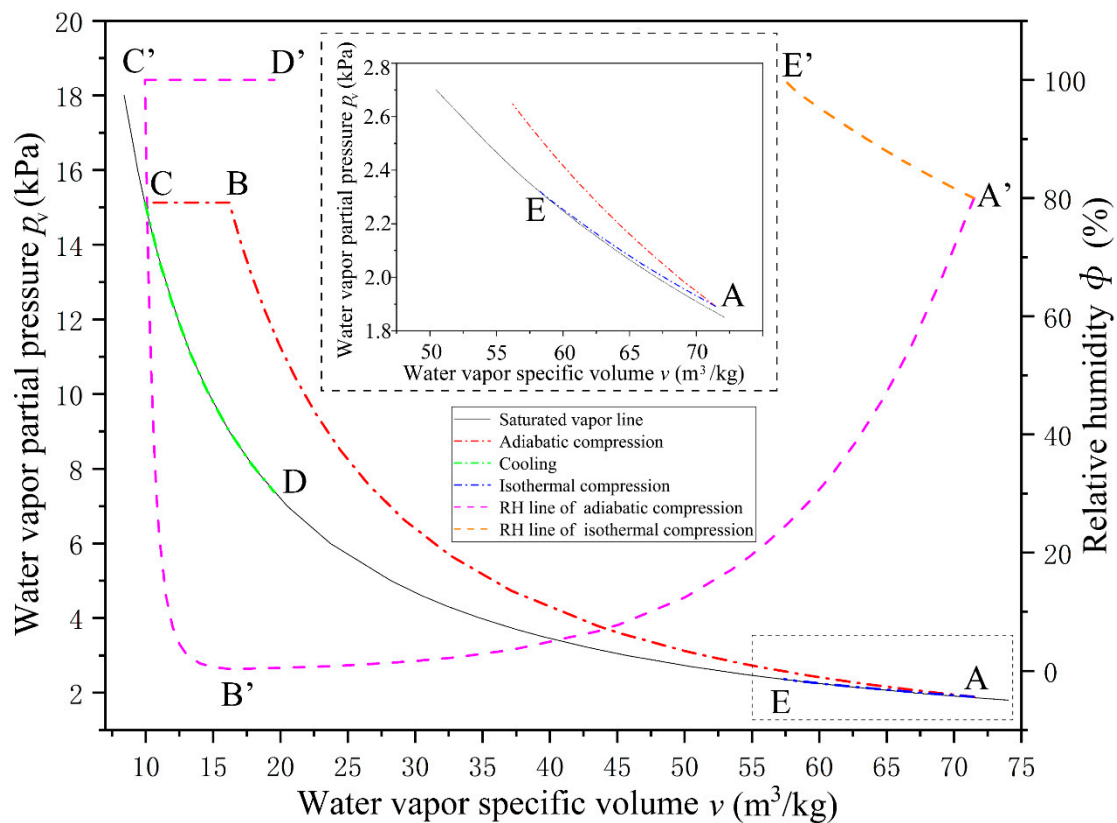 Water vapor partial pressure p_v (kPa)
20
18
16
14
12
10
8
6
4
2
C’
D’
C
B
D
B’
E’
A’
E
A
Water vapor partial pressure p_v (kPa)
2.8
2.6
2.4
2.2
2.0
1.8
E
A
50
55
60
65
70
75
Water vapor specific volume v (m³/kg)
Saturated vapor line
Adiabatic compression
Cooling
Isothermal compression
RH line of adiabatic compression
RH line of isothermal compression
100
80
60
40
20
0
Relative humidity ϕ (%)
10
15
20
25
30
35
40
45
50
55
60
65
70
75
Water vapor specific volume v (m³/kg)